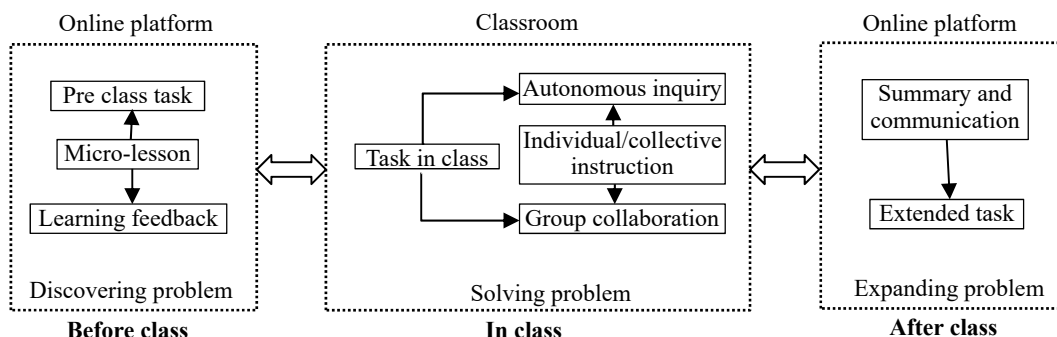 Online platform
Pre class task
Micro-lesson
Learning feedback
Discovering problem
Before class
Classroom
Task in class
Autonomous inquiry
Individual/collective
instruction
Group collaboration
Solving problem
In class
Online platform
Summary and
communication
Extended task
Expanding problem
After class